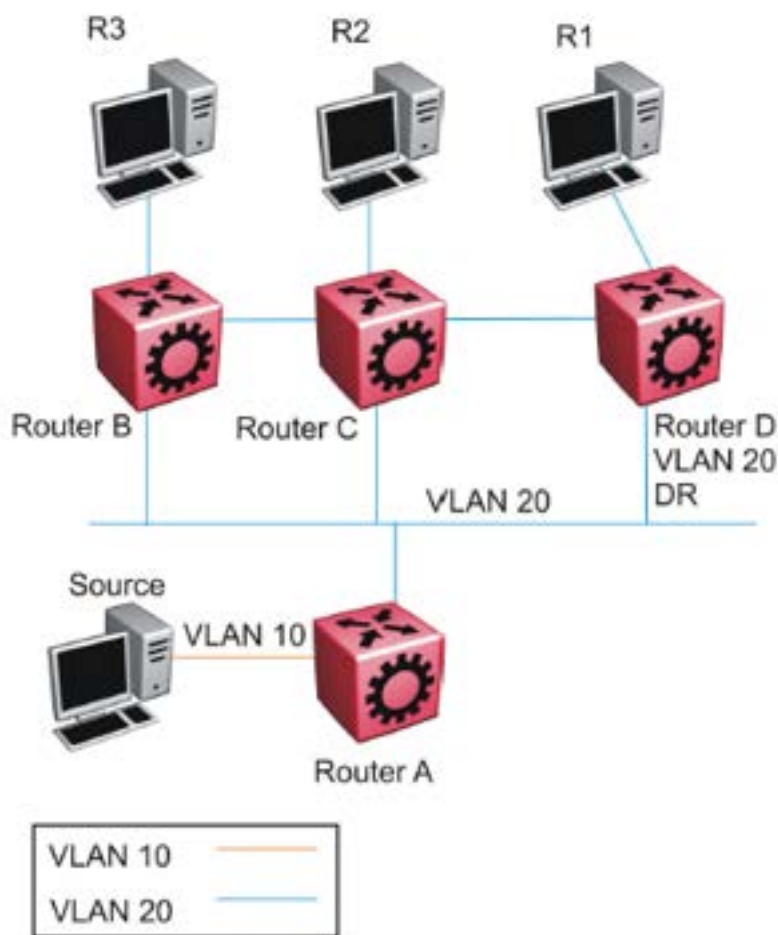 R3
R2
R1
Router B
Router C
Router D
VLAN 20
DR
VLAN 20
Source
VLAN 10
Router A
VLAN 10
VLAN 20